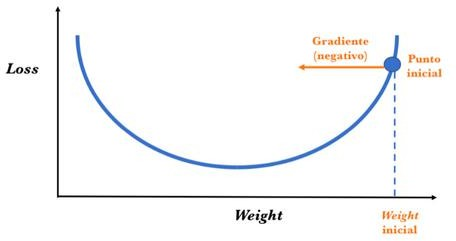 Gradiente
(negativo)
Punto
inicial
Loss
Weight
Weight
inicial